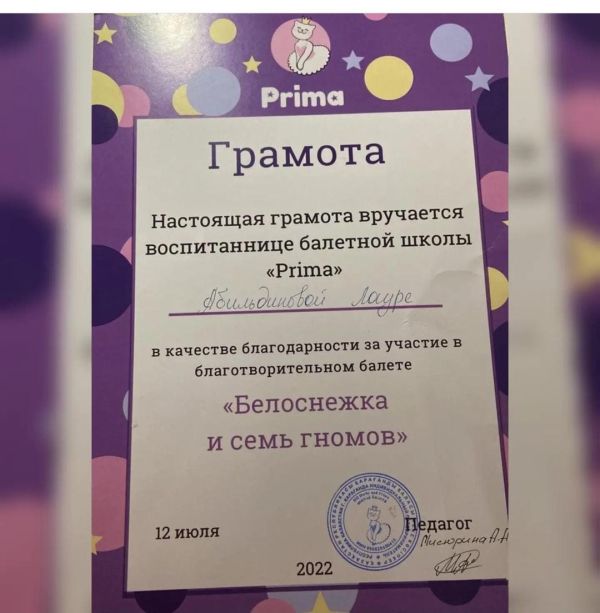 Prima
Грамота
Настоящая грамота вручается
воспитаннице балетной школы
«Prima»
Абильдиновой Лауре
в качестве благодарности за участие в
благотворительном балете
«Белоснежка
и семь гномов»
12 июля
Педагог
Мисюрина А.А
2022